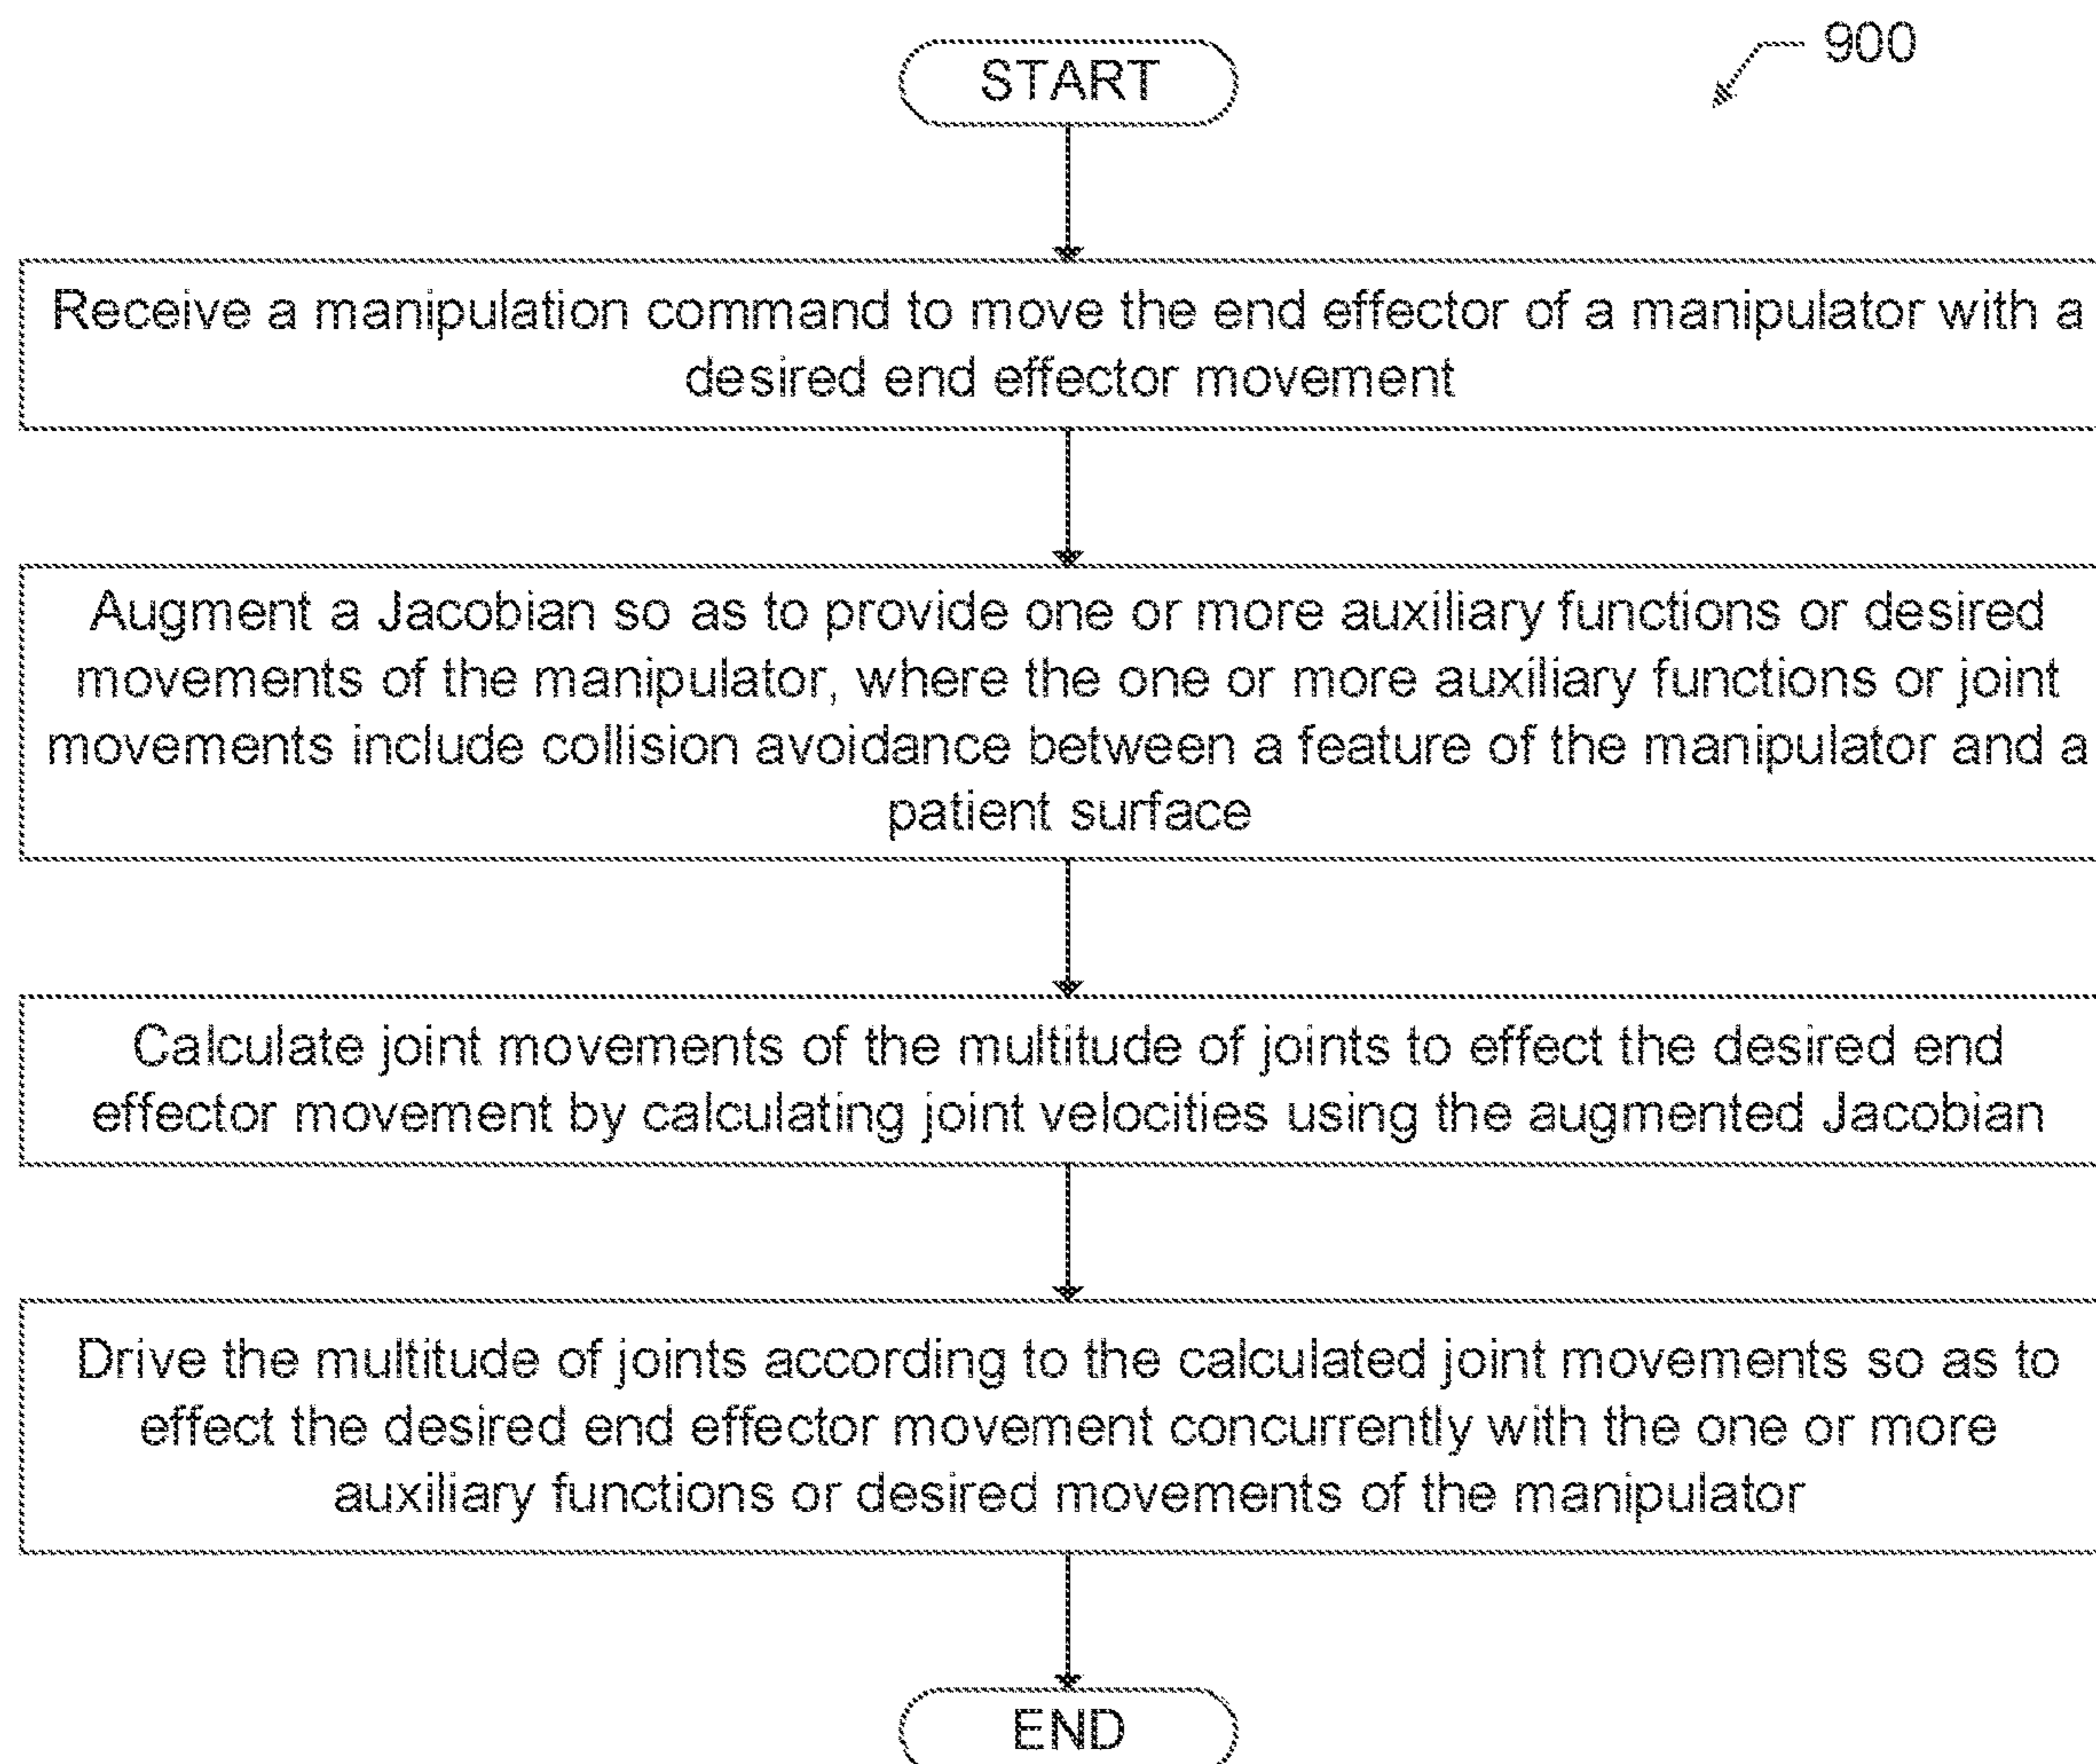 START
900
Receive a manipulation command to move the end effector of a manipulator with a
desired end effector movement
Augment a Jacobian so as to provide one or more auxiliary functions or desired
movements of the manipulator, where the one or more auxiliary functions or joint
movements include collision avoidance between a feature of the manipulator and a
patient surface
Calculate joint movements of the multitude of joints to effect the desired end
effector movement by calculating joint velocities using the augmented Jacobian
Drive the multitude of joints according to the calculated joint movements so as to
effect the desired end effector movement concurrently with the one or more
auxiliary functions or desired movements of the manipulator
END